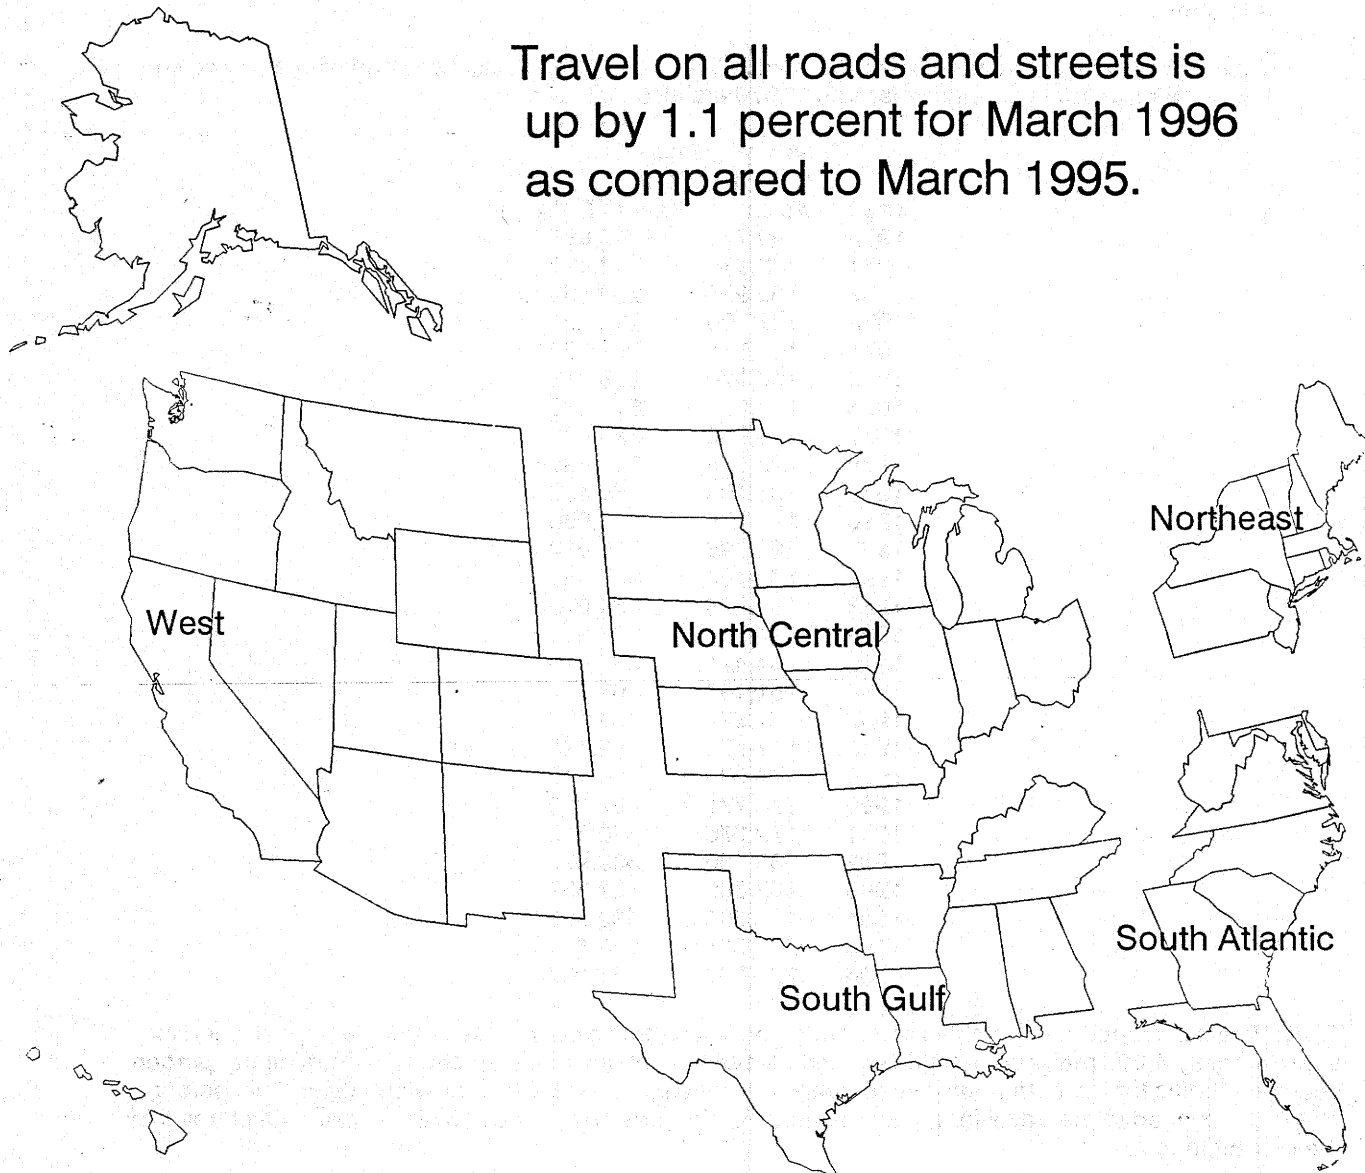 Travel on all roads and streets is
up by 1.1 percent for March 1996
as compared to March 1995.
Northeast
West
North Central
South Atlantic
South Gulf